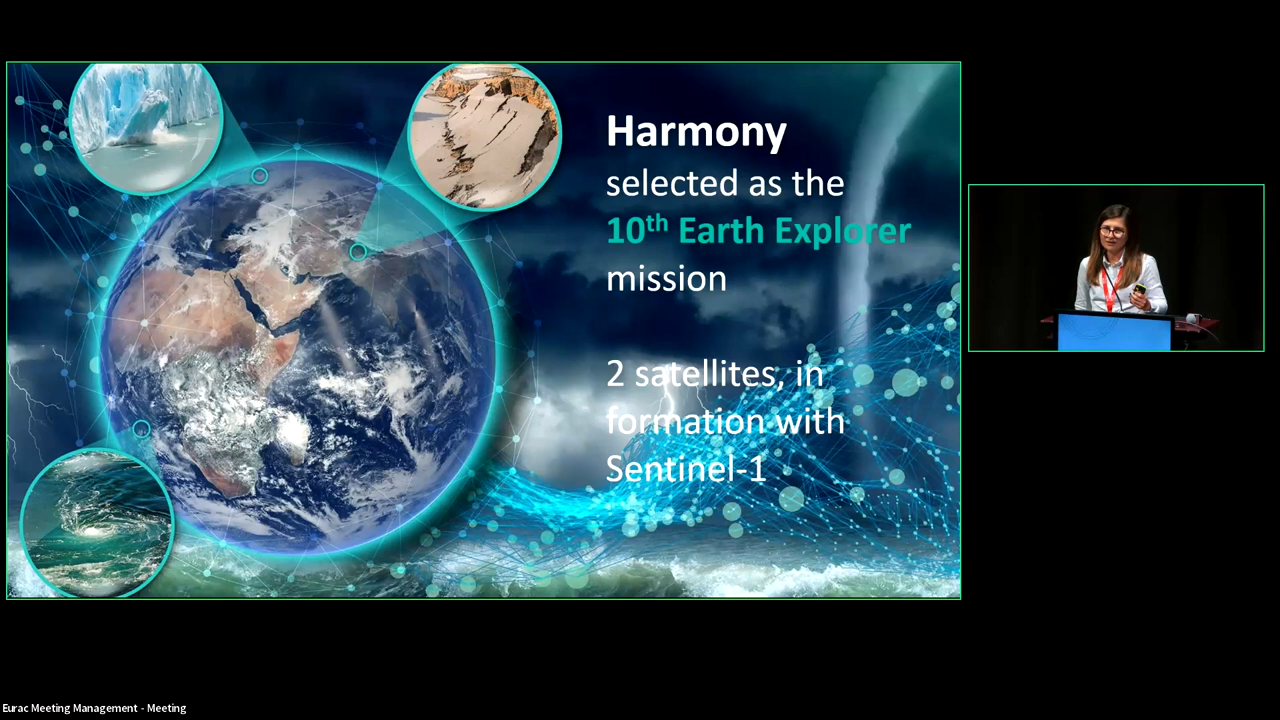 Harmony
selected as the
10th Earth Explorer
mission
2 satellites, in
formation with
Sentinel-1
Eurac Meeting Management - Meeting